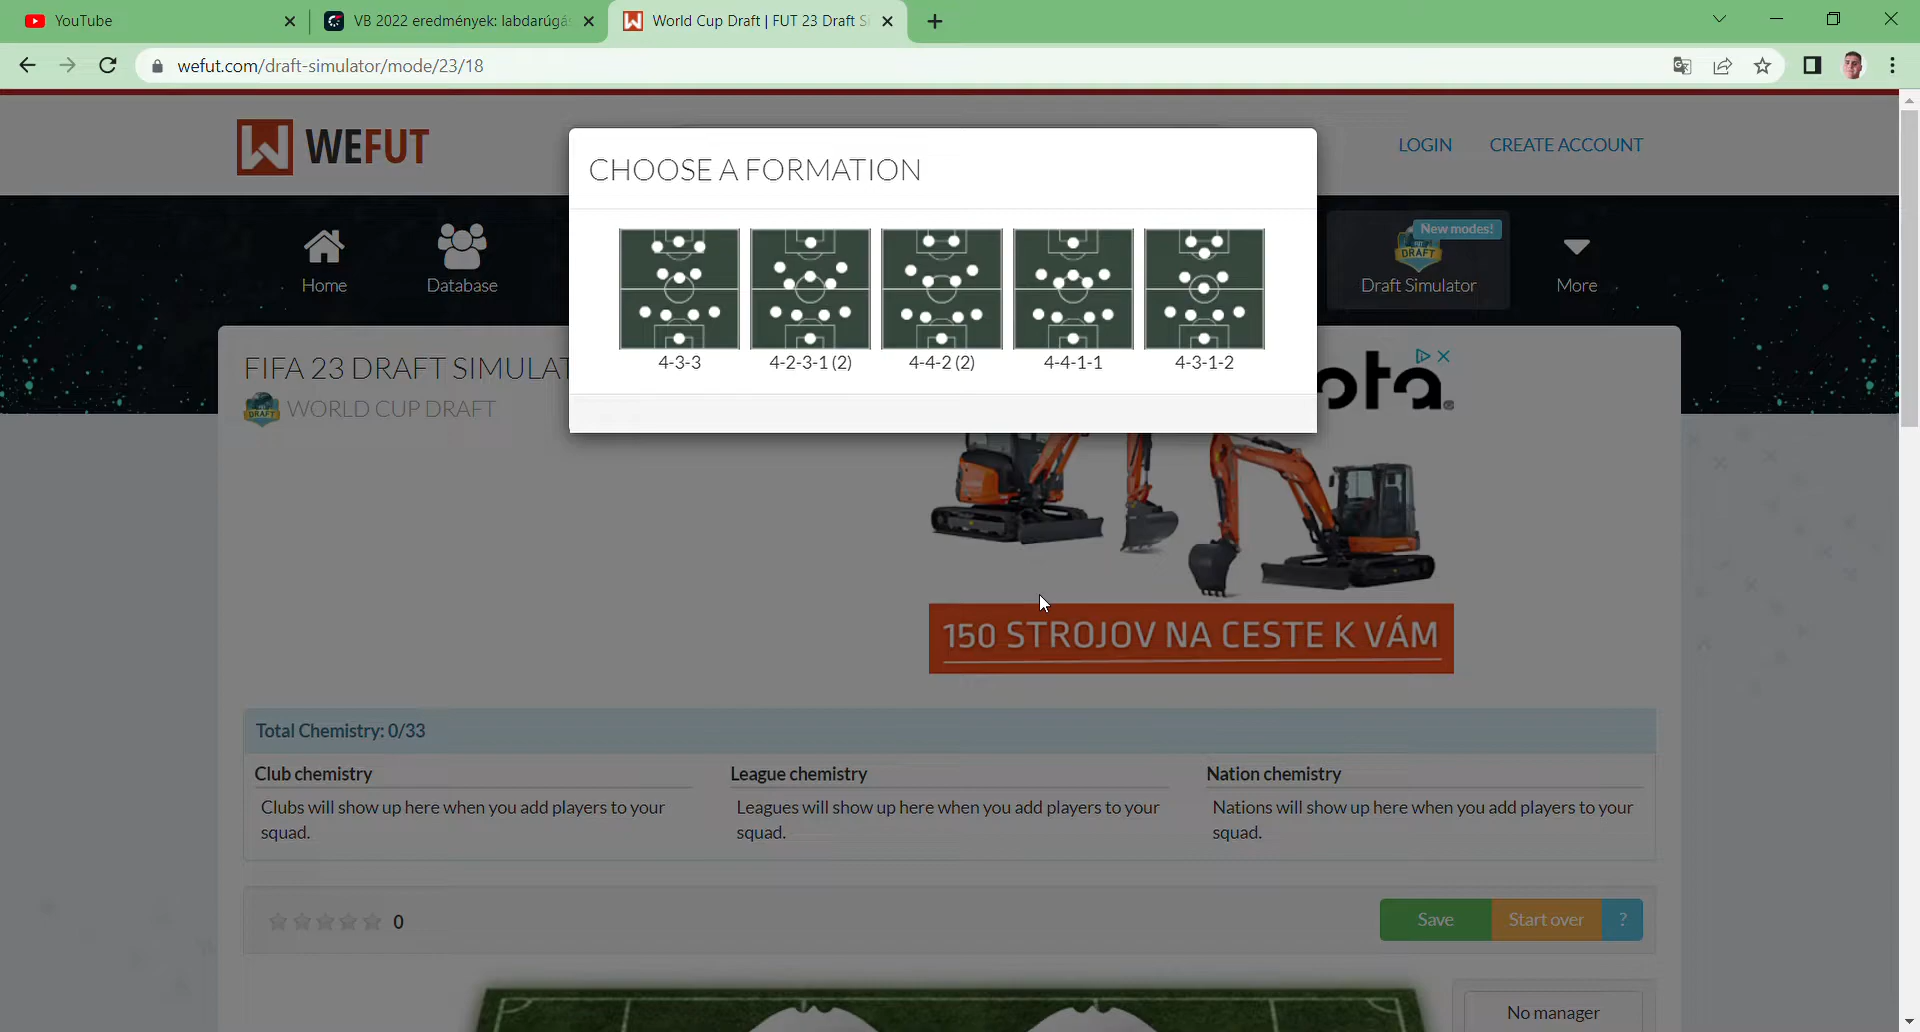 YouTube
VB 2022 eredmények: labdarúgá
World Cup Draft | FUT 23 Draft S
wefut.com/draft-simulator/mode/23/18
WEFUT
LOGIN
CREATE ACCOUNT
CHOOSE A FORMATION
4-3-3
4-2-3-1 (2)
4-4-2 (2)
4-4-1-1
4-3-1-2
Home
Database
New modes!
FUT DRAFT
Draft Simulator
More
FIFA 23 DRAFT SIMULAT
WORLD CUP DRAFT
150 STROJOV NA CESTE K VÁM
Total Chemistry: 0/33
Club chemistry
Clubs will show up here when you add players to your
squad.
League chemistry
Leagues will show up here when you add players to your
squad.
Nation chemistry
Nations will show up here when you add players to your
squad.
0
Save
Start over
?
No manager